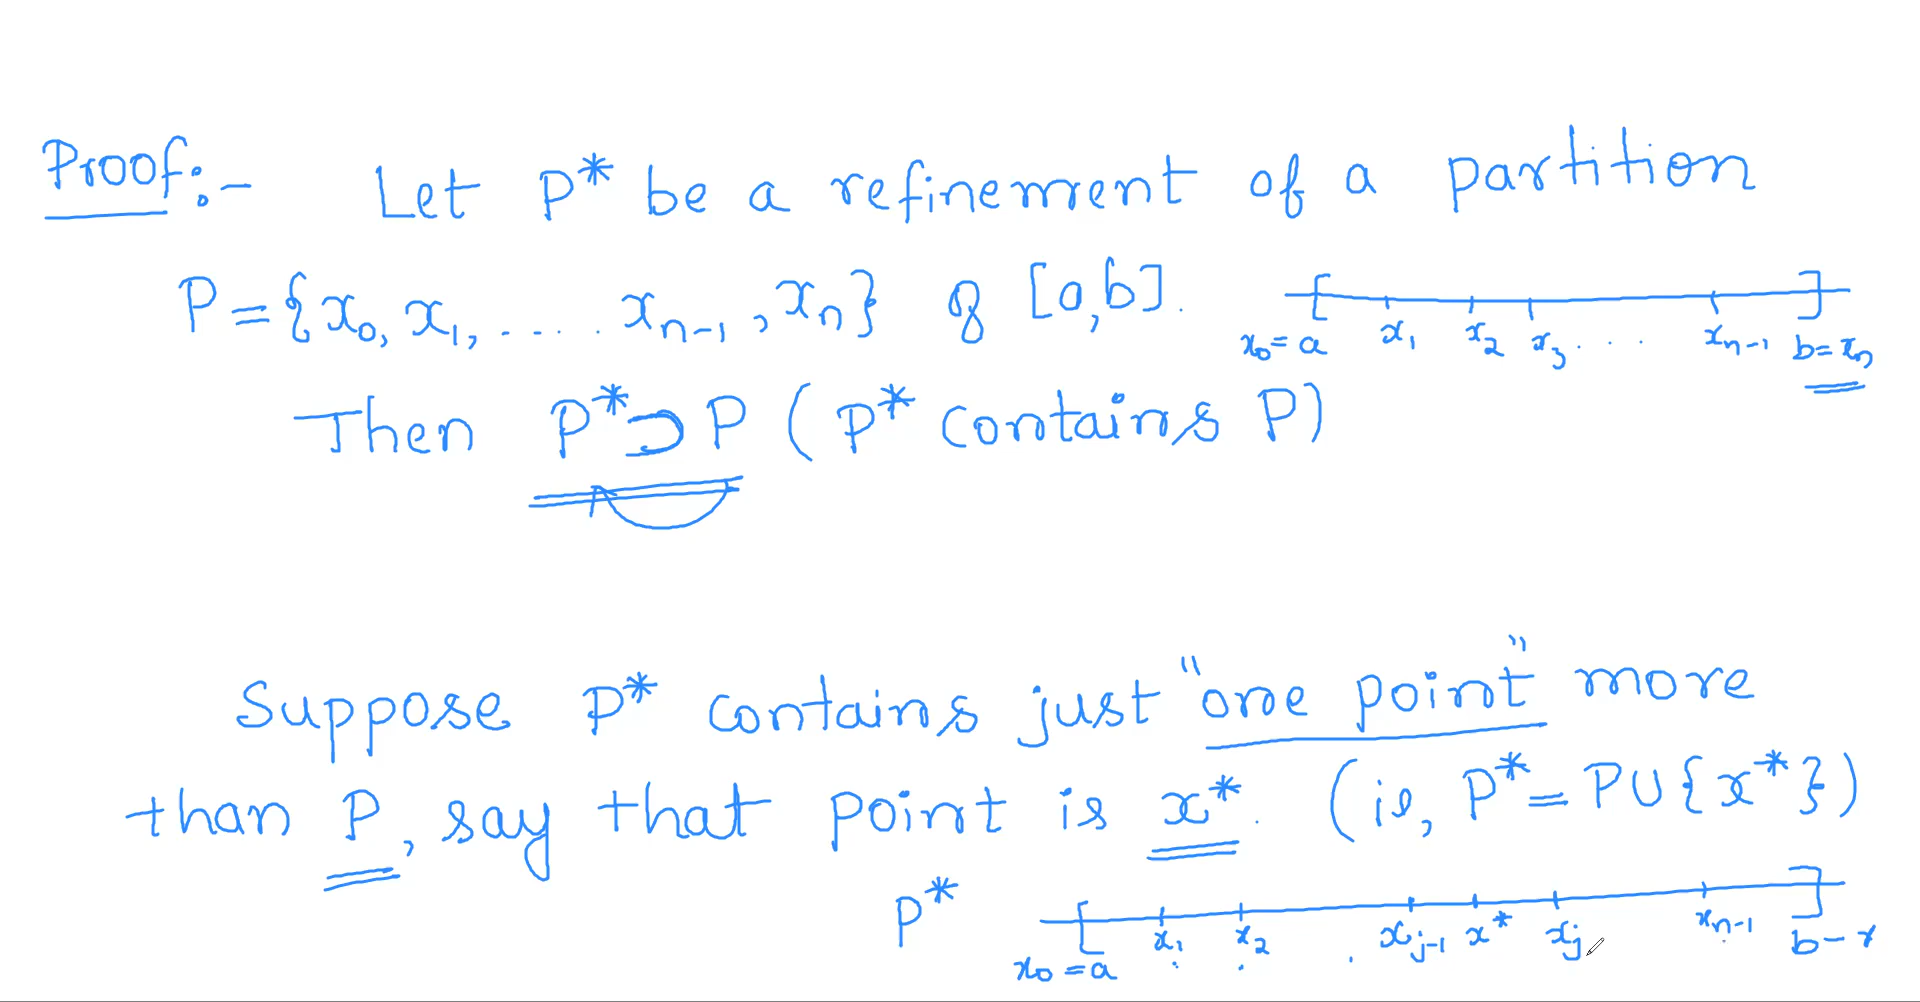 Proof:- Let P* be a refinement of a partition
P = {x₀, x₁, .... xₙ₋₁, xₙ} of [a,b].
x₀ = a x₁ x₂ x₃ . . . xₙ₋₁ b = xₙ
Then P* ⊃ P (P* contains P)
Suppose P* contains just "one point" more
than P, say that point is x*. (ie, P* = P∪{x*})
P*
x₀ = a x₁ x₂ . xⱼ₋₁ x* xⱼ xₙ₋₁ b